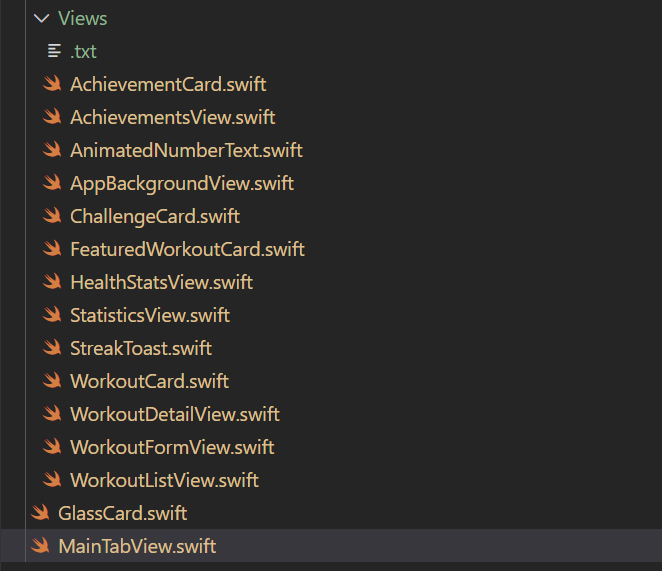 Views
.txt
AchievementCard.swift
AchievementsView.swift
AnimatedNumberText.swift
AppBackgroundView.swift
ChallengeCard.swift
FeaturedWorkoutCard.swift
HealthStatsView.swift
StatisticsView.swift
StreakToast.swift
WorkoutCard.swift
WorkoutDetailView.swift
WorkoutFormView.swift
WorkoutListView.swift
GlassCard.swift
MainTabView.swift